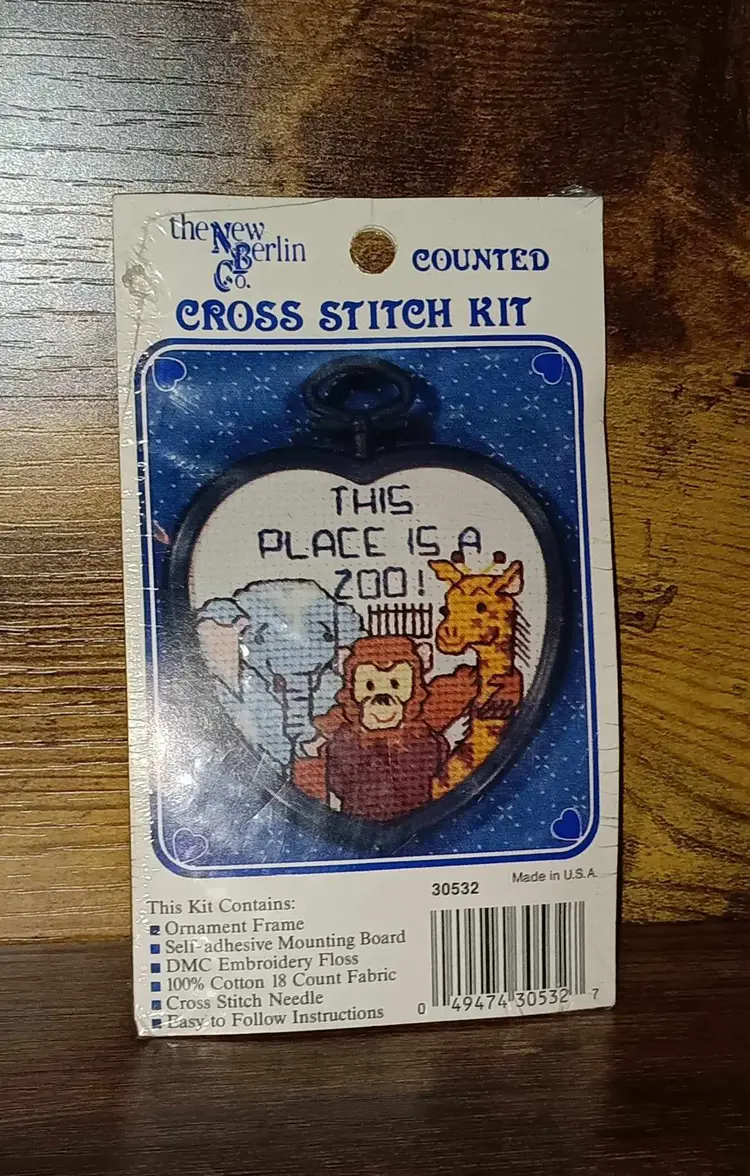 the New
Berlin
Co.
COUNTED
CROSS STITCH KIT
THIS
PLACE IS A
ZOO!
Made in U.S.A.
30532
This Kit Contains:
Ornament Frame
Self-adhesive Mounting Board
DMC Embroidery Floss
100% Cotton 18 Count Fabric
Cross Stitch Needle
Easy to Follow Instructions
0 49474 30532 7